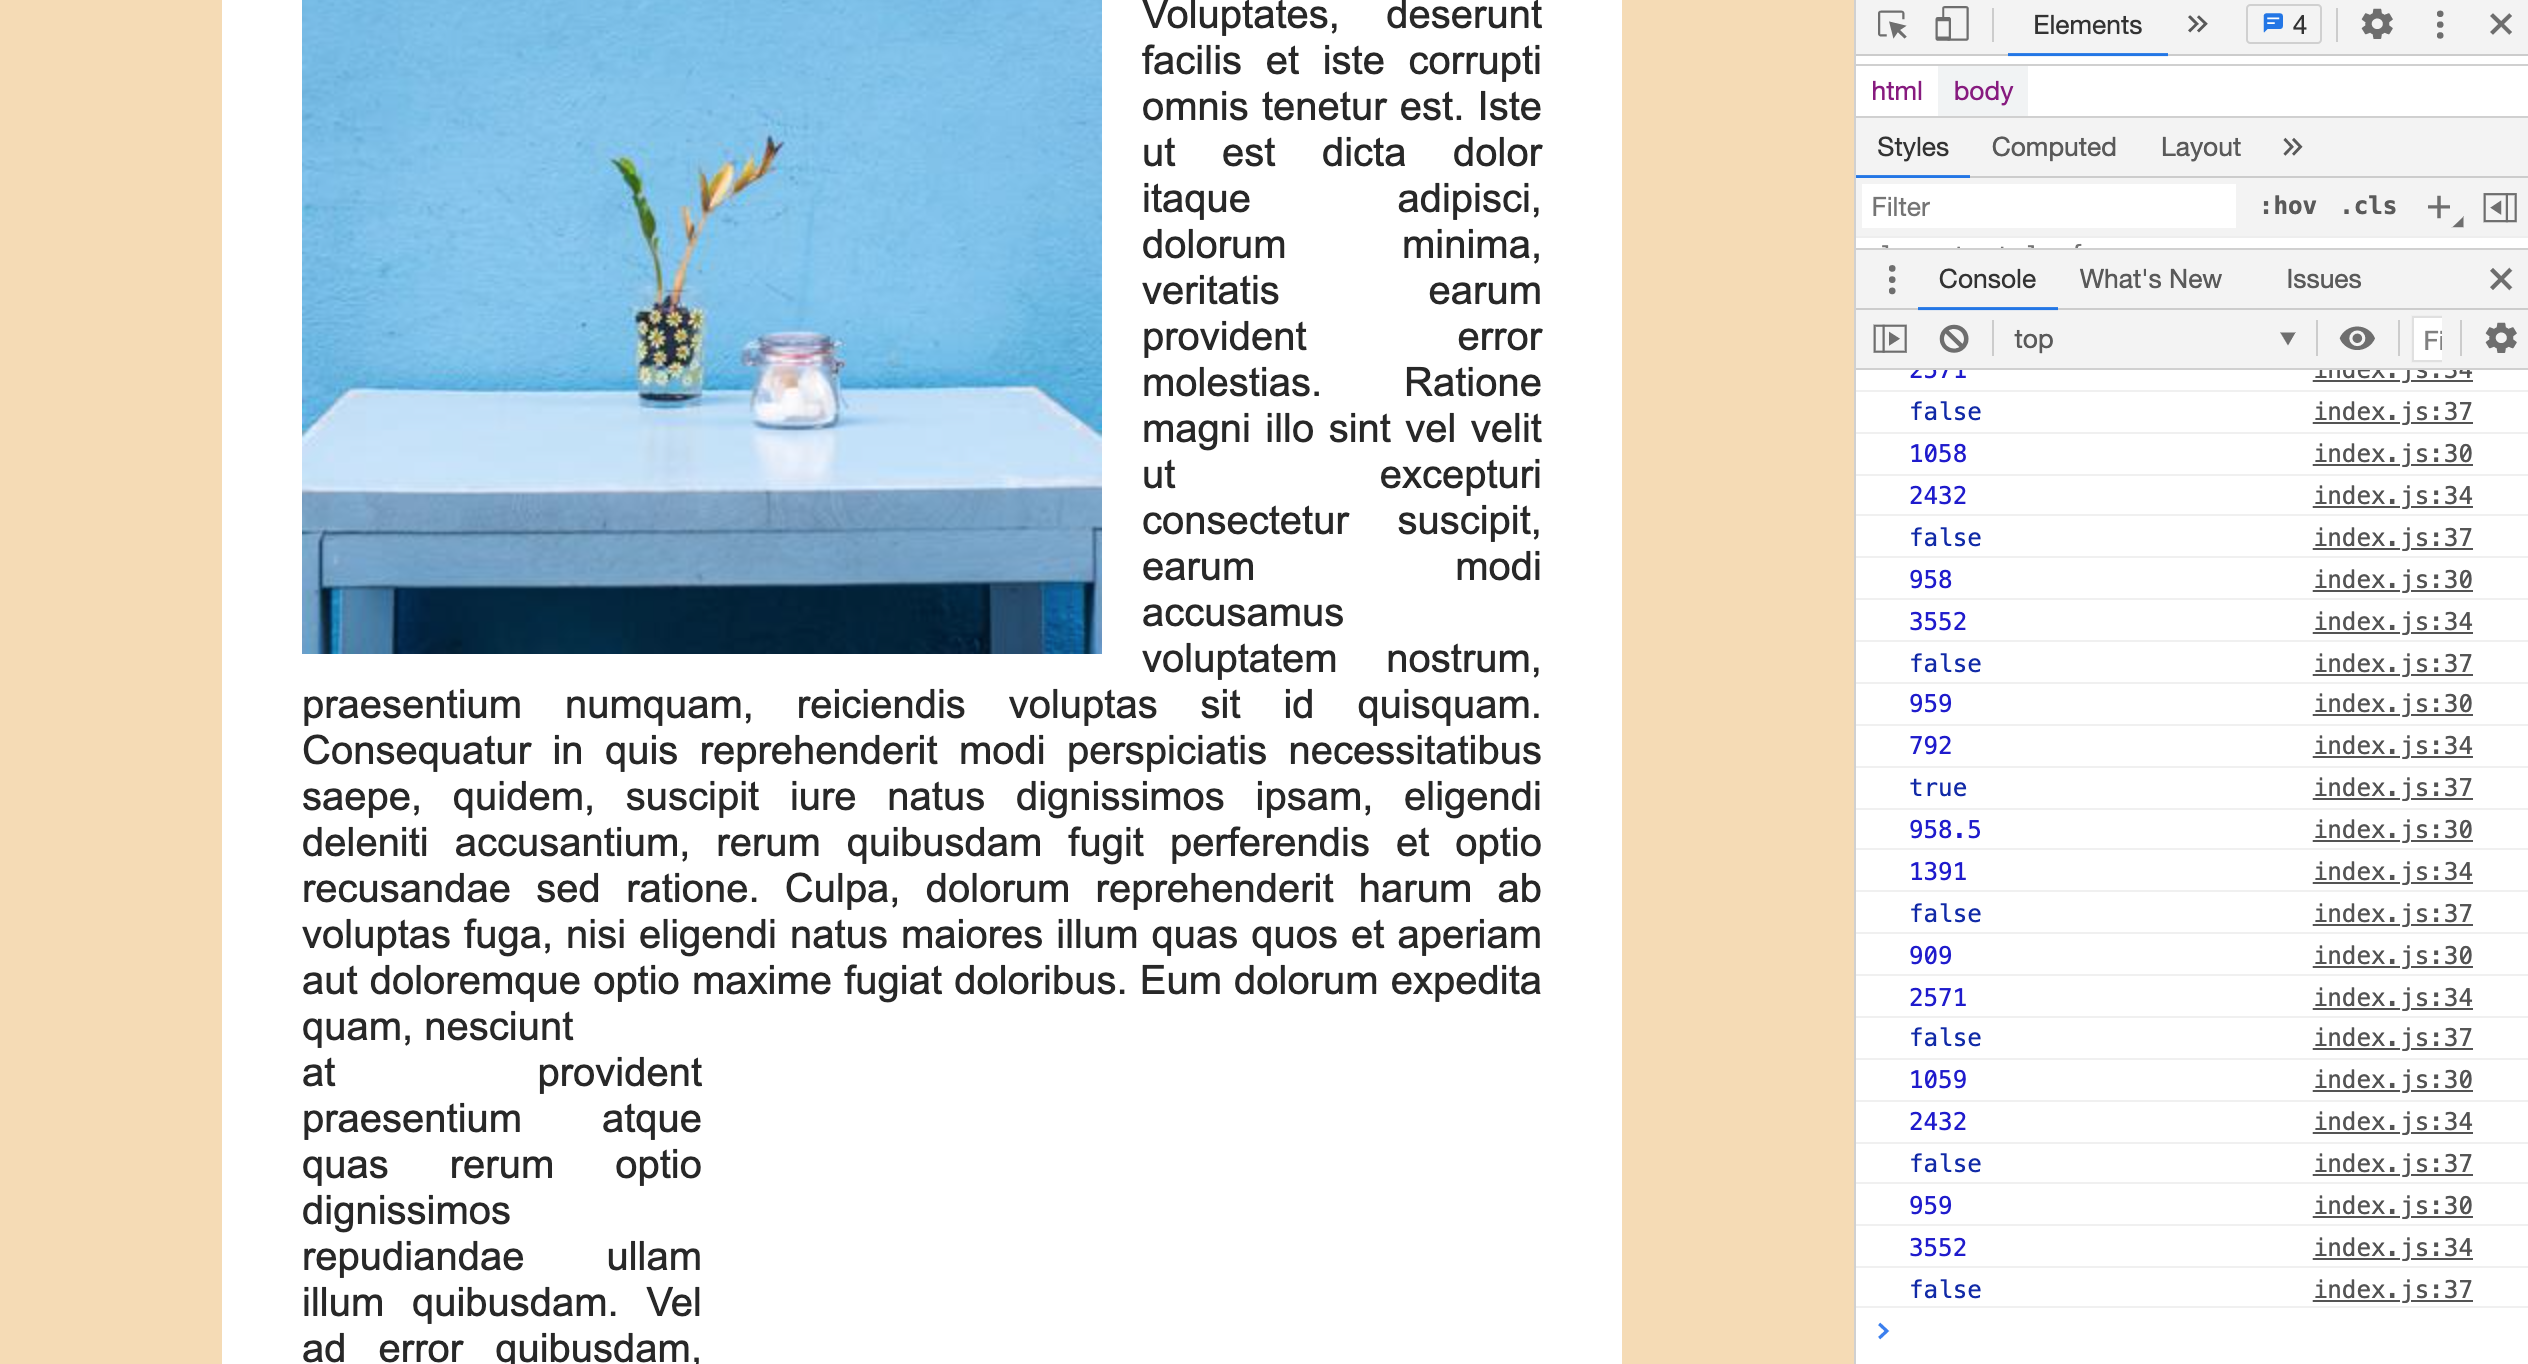 Voluptates, deserunt
facilis et iste corrupti
omnis tenetur est. Iste
ut est dicta dolor
itaque adipisci,
dolorum minima,
veritatis earum
provident error
molestias. Ratione
magni illo sint vel velit
ut excepturi
consectetur suscipit,
earum modi
accusamus
voluptatem nostrum,
praesentium numquam, reiciendis voluptas sit id quisquam.
Consequatur in quis reprehenderit modi perspiciatis necessitatibus
saepe, quidem, suscipit iure natus dignissimos ipsam, eligendi
deleniti accusantium, rerum quibusdam fugit perferendis et optio
recusandae sed ratione. Culpa, dolorum reprehenderit harum ab
voluptas fuga, nisi eligendi natus maiores illum quas quos et aperiam
aut doloremque optio maxime fugiat doloribus. Eum dolorum expedita
quam, nesciunt
at provident
praesentium atque
quas rerum optio
dignissimos
repudiandae ullam
illum quibusdam. Vel
ad error quibusdam,
Elements » 4
html body
Styles Computed Layout »
Filter :hov .cls +
Console What's New Issues
top Fi
2571 index.js:34
false index.js:37
1058 index.js:30
2432 index.js:34
false index.js:37
958 index.js:30
3552 index.js:34
false index.js:37
959 index.js:30
792 index.js:34
true index.js:37
958.5 index.js:30
1391 index.js:34
false index.js:37
909 index.js:30
2571 index.js:34
false index.js:37
1059 index.js:30
2432 index.js:34
false index.js:37
959 index.js:30
3552 index.js:34
false index.js:37